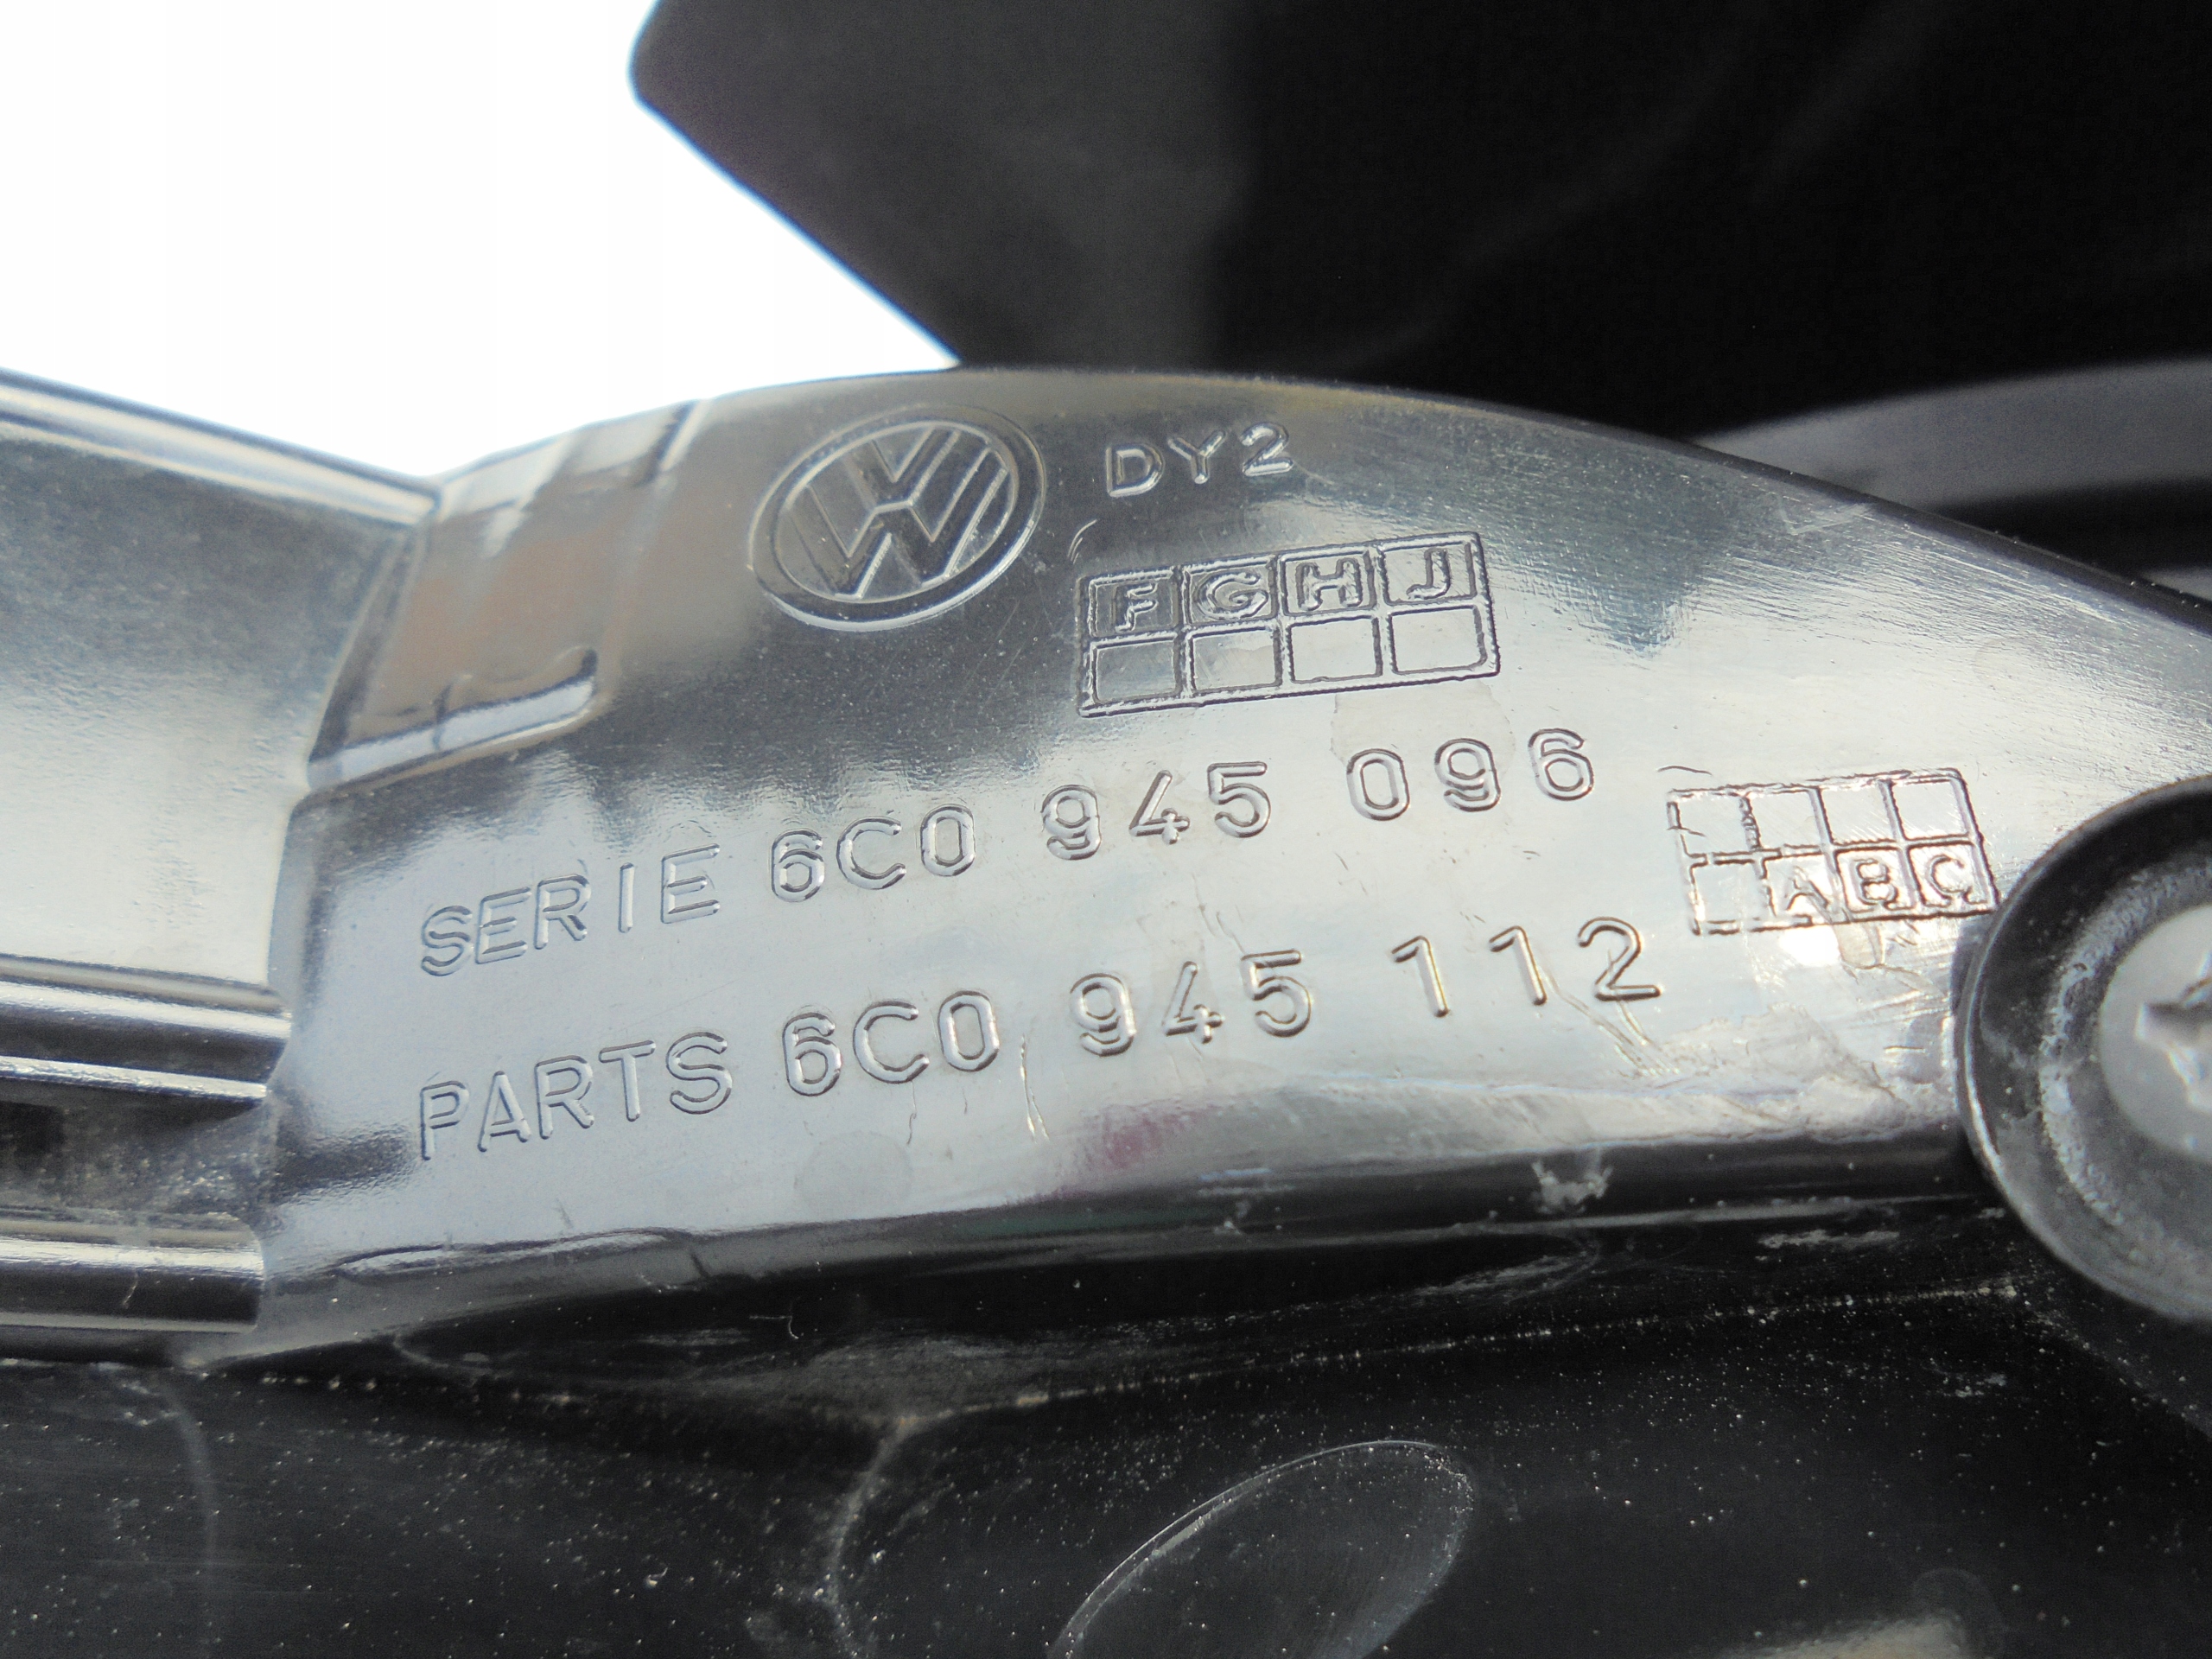 DY2
F G H J
SERIE 6C0 945 096
A B C
PARTS 6C0 945 112